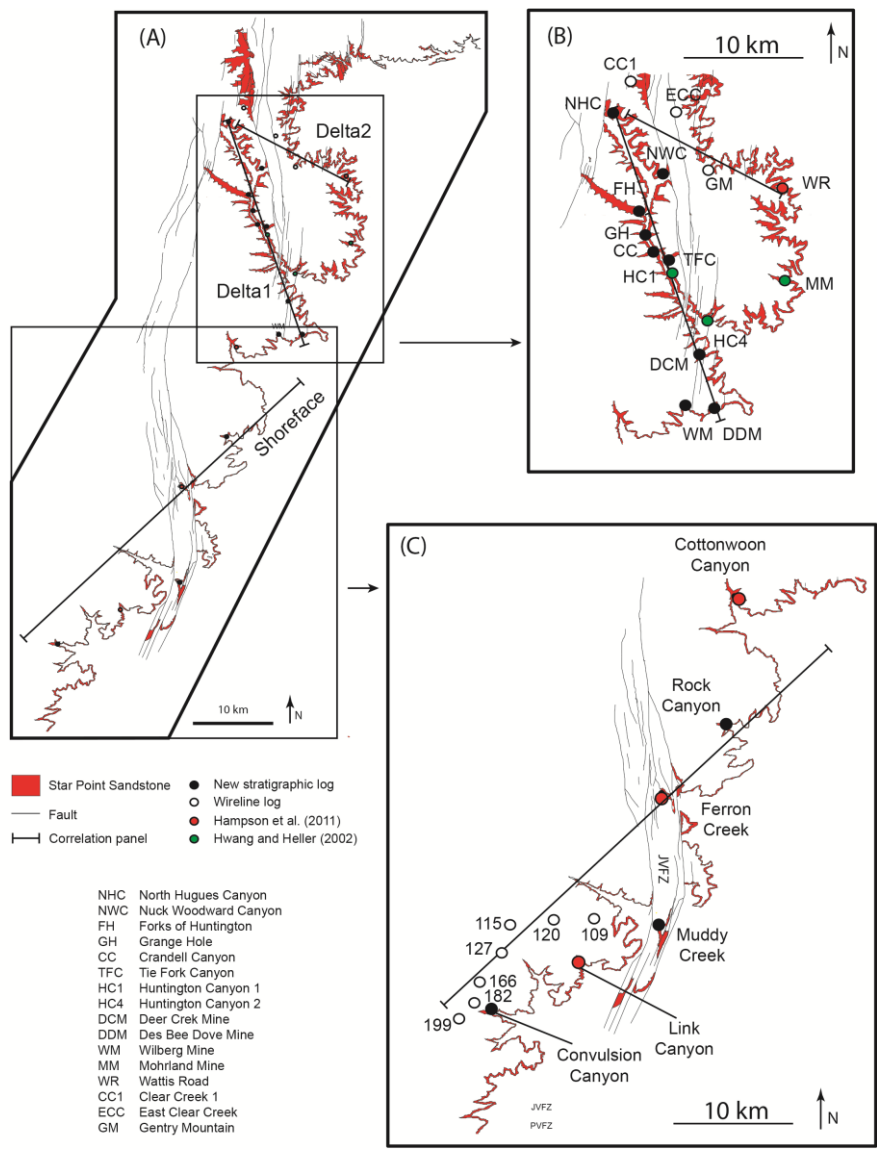 (A)
Delta2
Delta1
WM
Shoreface
10 km
N
(B)
10 km
N
CC1
ECC
NHC
NWC
GM
WR
FH
GH
CC
TFC
HC1
MM
HC4
DCM
WM
DDM
Star Point Sandstone
Fault
Correlation panel
New stratigraphic log
Wireline log
Hampson et al. (2011)
Hwang and Heller (2002)
NHC North Hugues Canyon
NWC Nuck Woodward Canyon
FH Forks of Huntington
GH Grange Hole
CC Crandell Canyon
TFC Tie Fork Canyon
HC1 Huntington Canyon 1
HC4 Huntington Canyon 2
DCM Deer Crek Mine
DDM Des Bee Dove Mine
WM Wilberg Mine
MM Mohrland Mine
WR Wattis Road
CC1 Clear Creek 1
ECC East Clear Creek
GM Gentry Mountain
(C)
Cottonwoon
Canyon
Rock
Canyon
Ferron
Creek
JVFZ
115
120
109
127
Muddy
Creek
166
182
199
Link
Canyon
Convulsion
Canyon
JVFZ
PVFZ
10 km
N